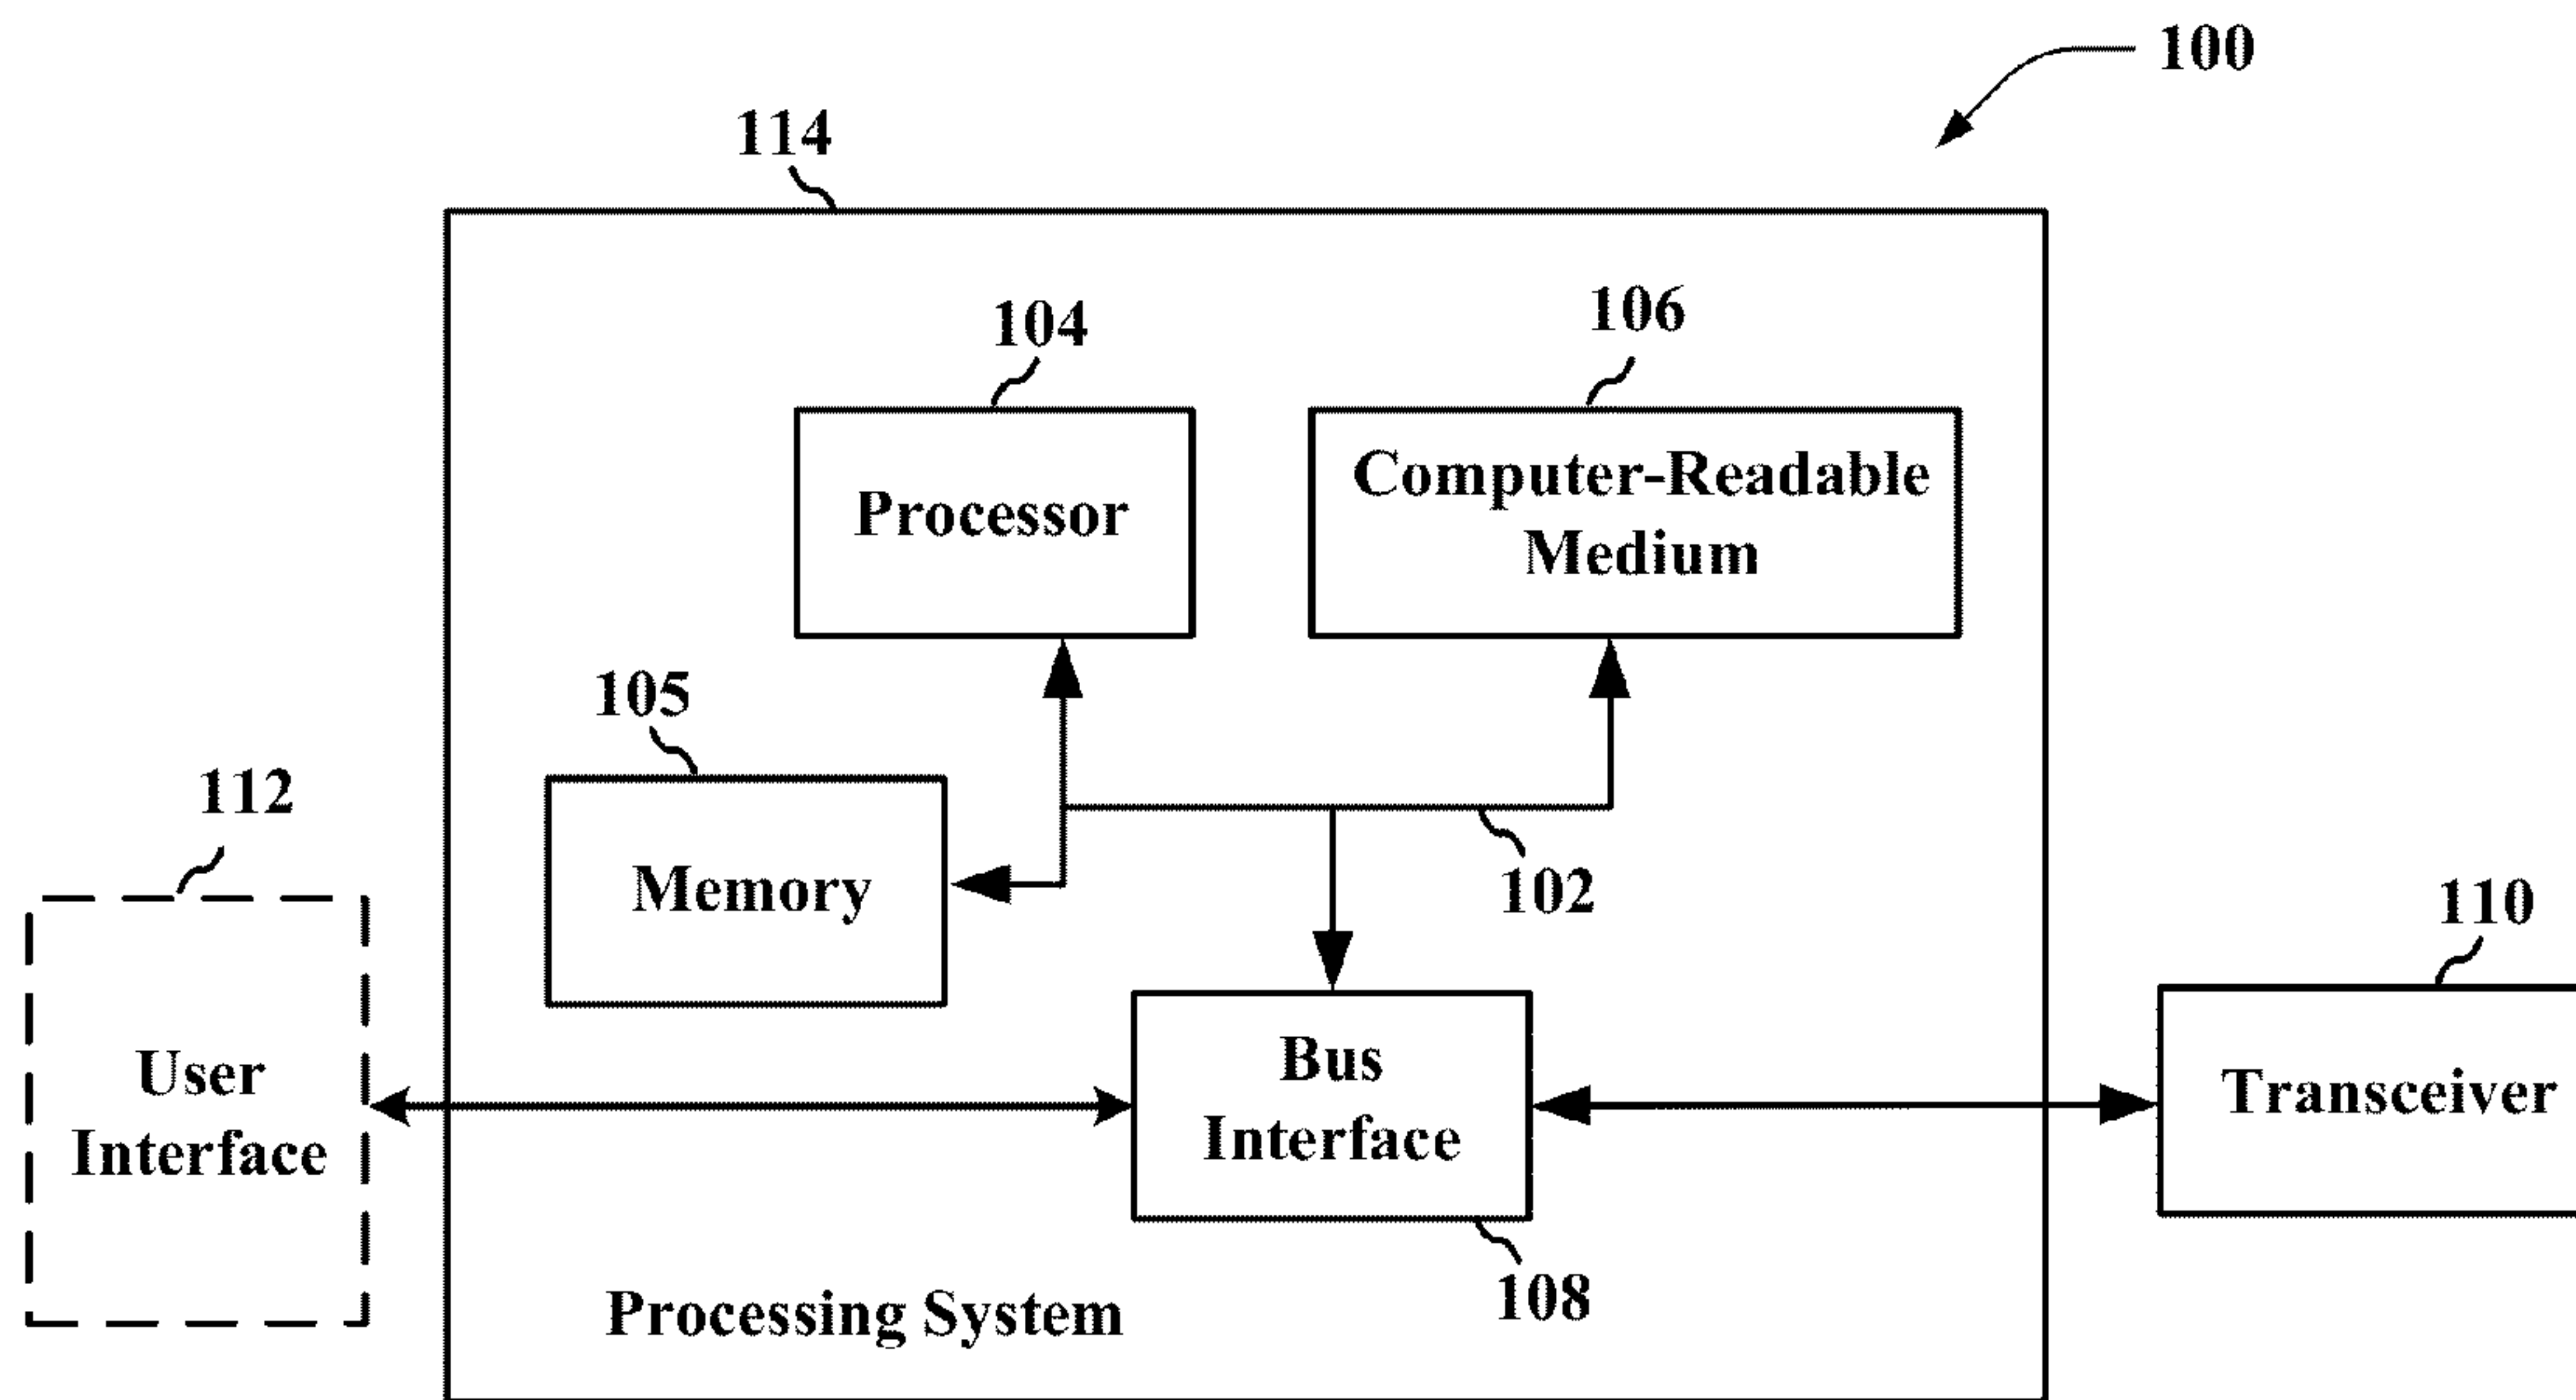 100
114
104
106
Processor
Computer-Readable
Medium
105
112
Memory
102
110
User
Interface
Bus
Interface
Transceiver
108
Processing System